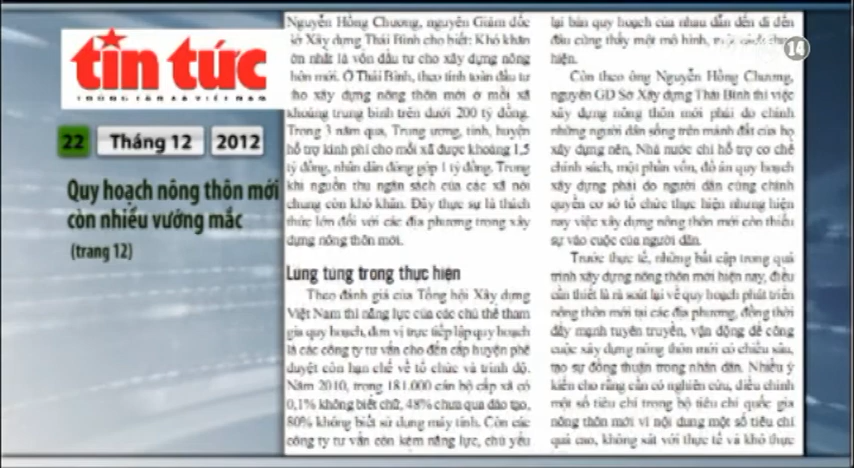 tin tức
THÔNG TẤN XÃ VIỆT NAM
22 Tháng 12 2012
Quy hoạch nông thôn mới
còn nhiều vướng mắc
(trang 12)
Nguyễn Hồng Chương, nguyên Giám đốc
Sở Xây dựng Thái Bình cho biết: Khó khăn
lớn nhất là vốn đầu tư cho xây dựng nông
thôn mới. Ở Thái Bình, theo tính toán đầu tư
cho xây dựng nông thôn mới ở mỗi xã
khoảng trung bình trên dưới 200 tỷ đồng.
Trong 3 năm qua, Trung ương, tỉnh, huyện
hỗ trợ kinh phí cho mỗi xã được khoảng 1,5
tỷ đồng, nhân dân đóng góp 1 tỷ đồng. Trong
khi nguồn thu ngân sách của các xã nói
chung còn khó khăn. Đây thực sự là thách
thức lớn đối với các địa phương trong xây
dựng nông thôn mới.
Lúng túng trong thực hiện
Theo đánh giá của Tổng hội Xây dựng
Việt Nam thì năng lực của các chủ thể tham
gia quy hoạch, đơn vị trực tiếp lập quy hoạch
là các công ty tư vấn cho đến cấp huyện phê
duyệt còn hạn chế về tổ chức và trình độ.
Năm 2010, trong 181.000 cán bộ cấp xã có
0,1% không biết chữ, 48% chưa qua đào tạo,
80% không biết sử dụng máy tính. Còn các
công ty tư vấn còn kém năng lực, chủ yếu
lại bản quy hoạch của nhau dẫn đến đi đến
đâu cũng thấy một mô hình, một cách thực
hiện.
Còn theo ông Nguyễn Hồng Chương,
nguyên GĐ Sở Xây dựng Thái Bình thì việc
xây dựng nông thôn mới phải do chính
những người dân sống trên mảnh đất của họ
xây dựng nên, Nhà nước chỉ hỗ trợ cơ chế
chính sách, một phần vốn, đồ án quy hoạch
xây dựng phải do người dân cùng chính
quyền cơ sở tổ chức thực hiện nhưng hiện
nay việc xây dựng nông thôn mới còn thiếu
sự vào cuộc của người dân.
Trước thực tế, những bất cập trong quá
trình xây dựng nông thôn mới hiện nay, điều
cần thiết là rà soát lại về quy hoạch phát triển
nông thôn mới tại các địa phương, đồng thời
đẩy mạnh tuyên truyền, vận động để công
cuộc xây dựng nông thôn mới có chiều sâu,
tạo sự đồng thuận trong nhân dân. Nhiều ý
kiến cho rằng cần có nghiên cứu, điều chỉnh
một số tiêu chí trong bộ tiêu chí quốc gia
nông thôn mới vì nội dung một số tiêu chí
quá cao, không sát với thực tế và khó thực
14